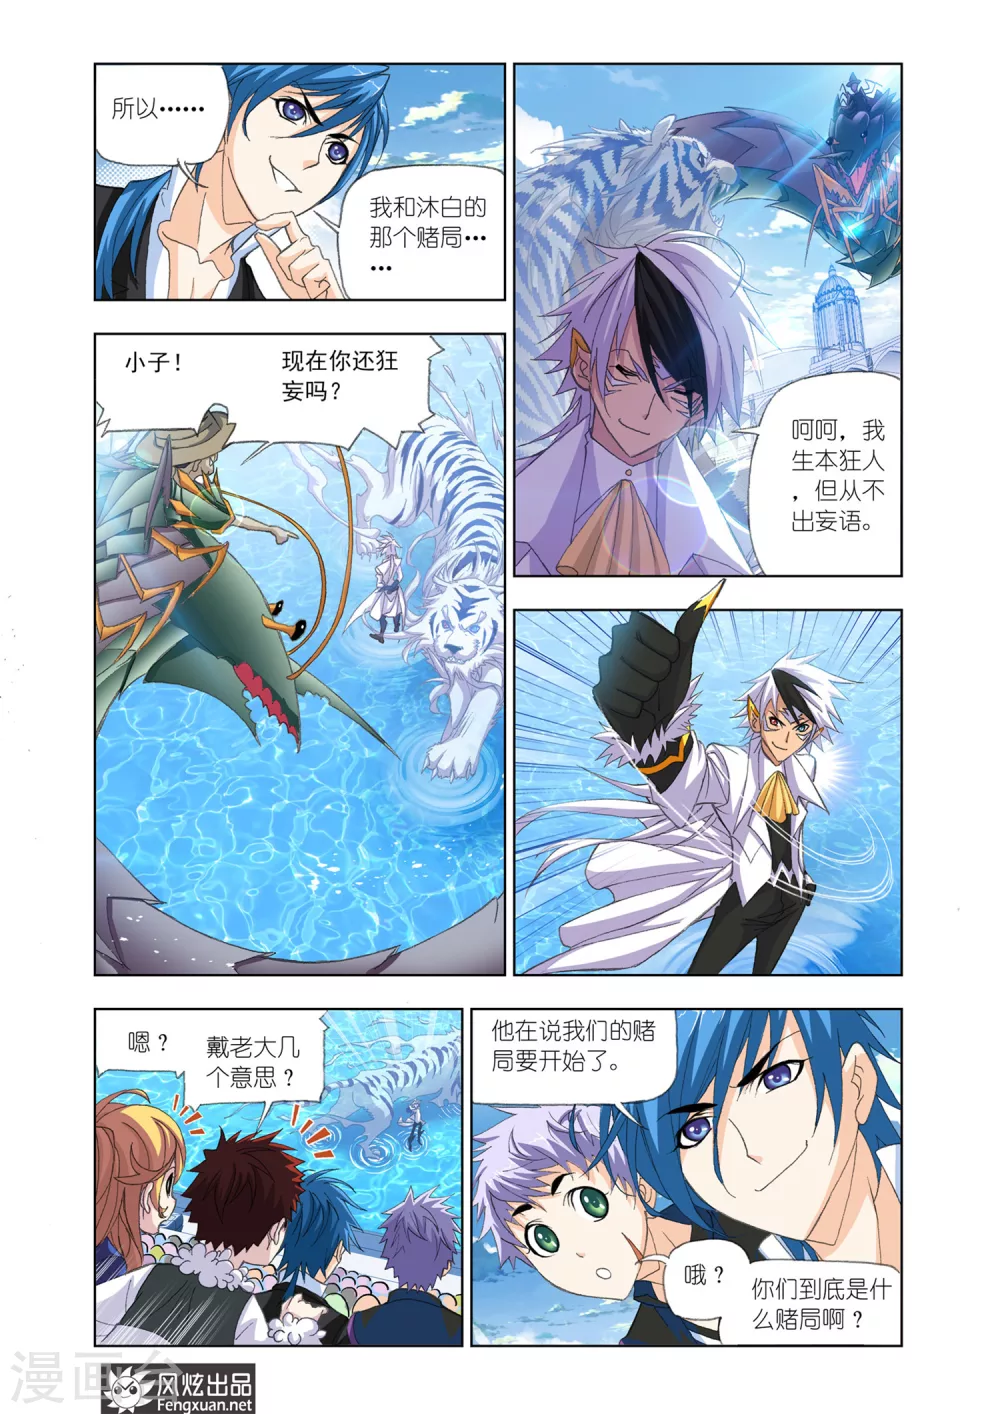 所以……
我和沐白的
那个赌局…
…
呵呵，我
生本狂人
，但从不
出妄语。
小子！
现在你还狂
妄吗？
嗯？
戴老大几
个意思？
他在说我们的赌
局要开始了。
哦？
你们到底是什
么赌局啊？
漫画台
风炫出品
Fengxuan.net